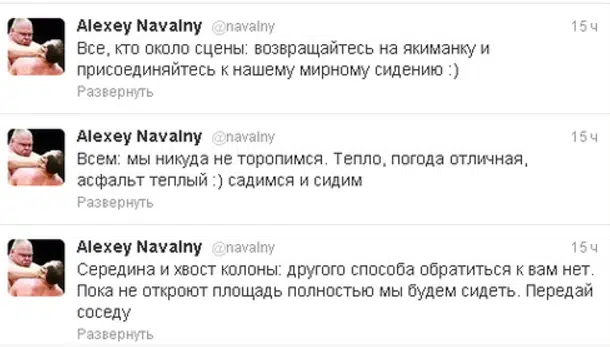 Alexey Navalny @navalny 15 ч
Все, кто около сцены: возвращайтесь на якиманку и
присоединяйтесь к нашему мирному сидению :)
Развернуть
Alexey Navalny @navalny 15 ч
Всем: мы никуда не торопимся. Тепло, погода отличная,
асфальт теплый :) садимся и сидим
Развернуть
Alexey Navalny @navalny 15 ч
Середина и хвост колоны: другого способа обратиться к вам нет.
Пока не откроют площадь полностью мы будем сидеть. Передай
соседу
Развернуть